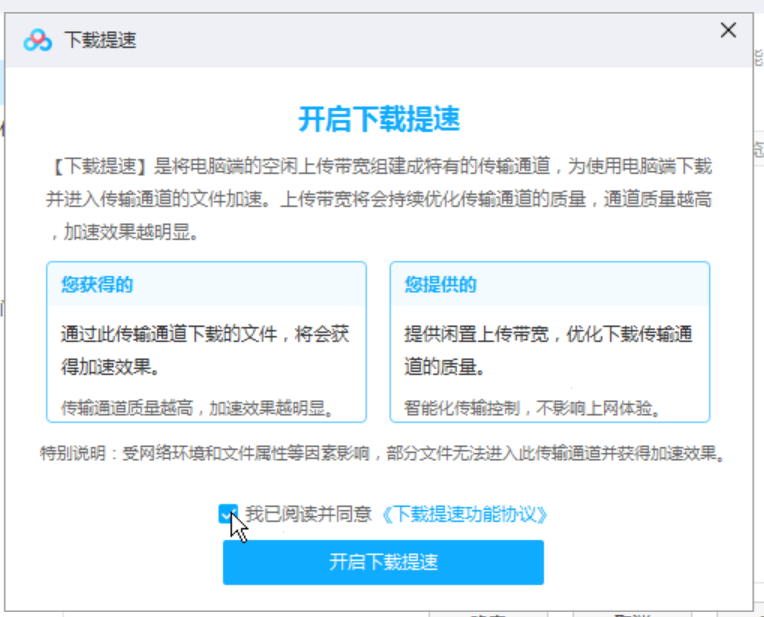 下载提速
开启下载提速
【下载提速】是将电脑端的空闲上传带宽组建成特有的传输通道，为使用电脑端下载
并进入传输通道的文件加速。上传带宽将会持续优化传输通道的质量，通道质量越高
，加速效果越明显。
您获得的
通过此传输通道下载的文件，将会获
得加速效果。
传输通道质量越高，加速效果越明显。
您提供的
提供闲置上传带宽，优化下载传输通
道的质量。
智能化传输控制，不影响上网体验。
特别说明：受网络环境和文件属性等因素影响，部分文件无法进入此传输通道并获得加速效果。
我已阅读并同意《下载提速功能协议》
开启下载提速